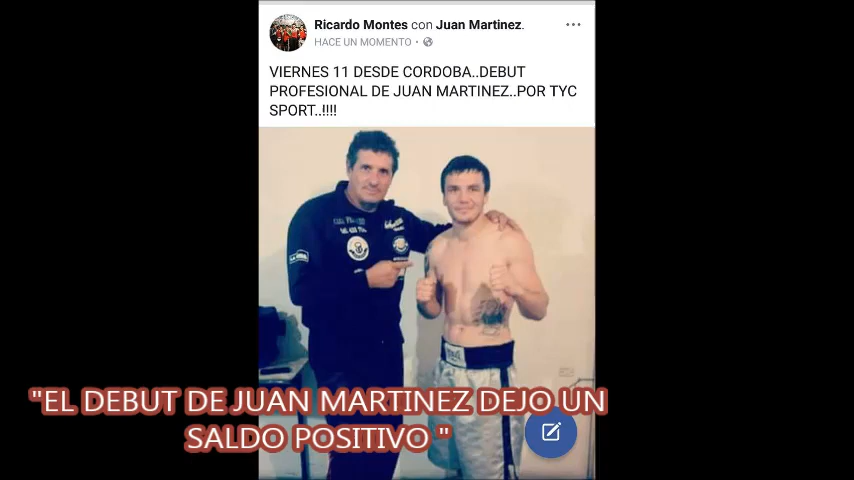 Ricardo Montes con Juan Martinez.
HACE UN MOMENTO
VIERNES 11 DESDE CORDOBA..DEBUT
PROFESIONAL DE JUAN MARTINEZ..POR TYC
SPORT..!!!!
"EL DEBUT DE JUAN MARTINEZ DEJO UN
SALDO POSITIVO "